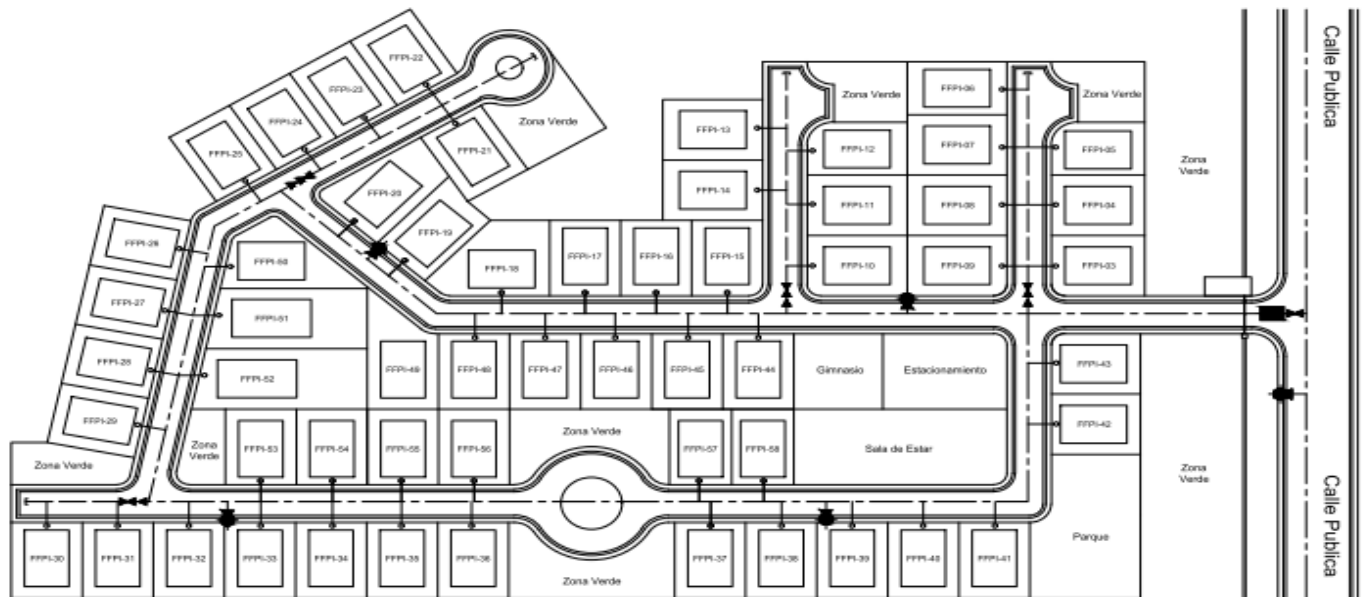 FFPI-22
FFPI-23
FFPI-24
FFPI-25
Zona Verde
FFPI-21
FFPI-20
FFPI-19
FFPI-26
FFPI-27
FFPI-28
FFPI-29
Zona Verde
FFPI-50
FFPI-51
FFPI-52
FFPI-18
FFPI-17
FFPI-16
FFPI-15
FFPI-13
FFPI-14
Zona Verde
FFPI-12
FFPI-11
FFPI-10
FFPI-06
FFPI-07
FFPI-08
FFPI-09
Zona Verde
FFPI-05
FFPI-04
FFPI-03
Zona
Verde
Calle Publica
FFPI-49
FFPI-48
FFPI-47
FFPI-46
FFPI-45
FFPI-44
Gimnasio
Estacionamiento
FFPI-43
FFPI-42
Zona
Verde
FFPI-53
FFPI-54
FFPI-55
FFPI-56
Zona Verde
FFPI-57
FFPI-58
Sala de Estar
Zona
Verde
Calle Publica
FFPI-30
FFPI-31
FFPI-32
FFPI-33
FFPI-34
FFPI-35
FFPI-36
Zona Verde
FFPI-37
FFPI-38
FFPI-39
FFPI-40
FFPI-41
Parque